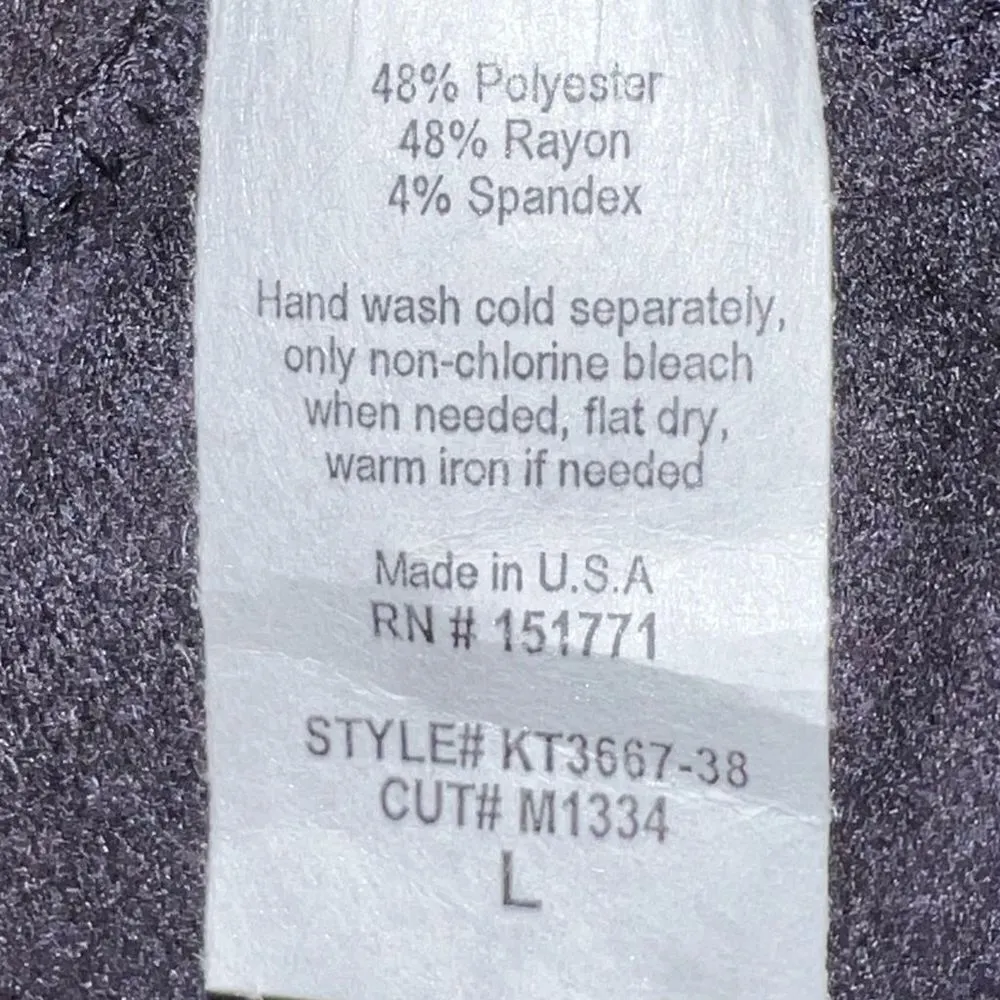 48% Polyester
48% Rayon
4% Spandex
Hand wash cold separately,
only non-chlorine bleach
when needed, flat dry,
warm iron if needed
Made in U.S.A
RN # 151771
STYLE# KT3667-38
CUT# M1334
L